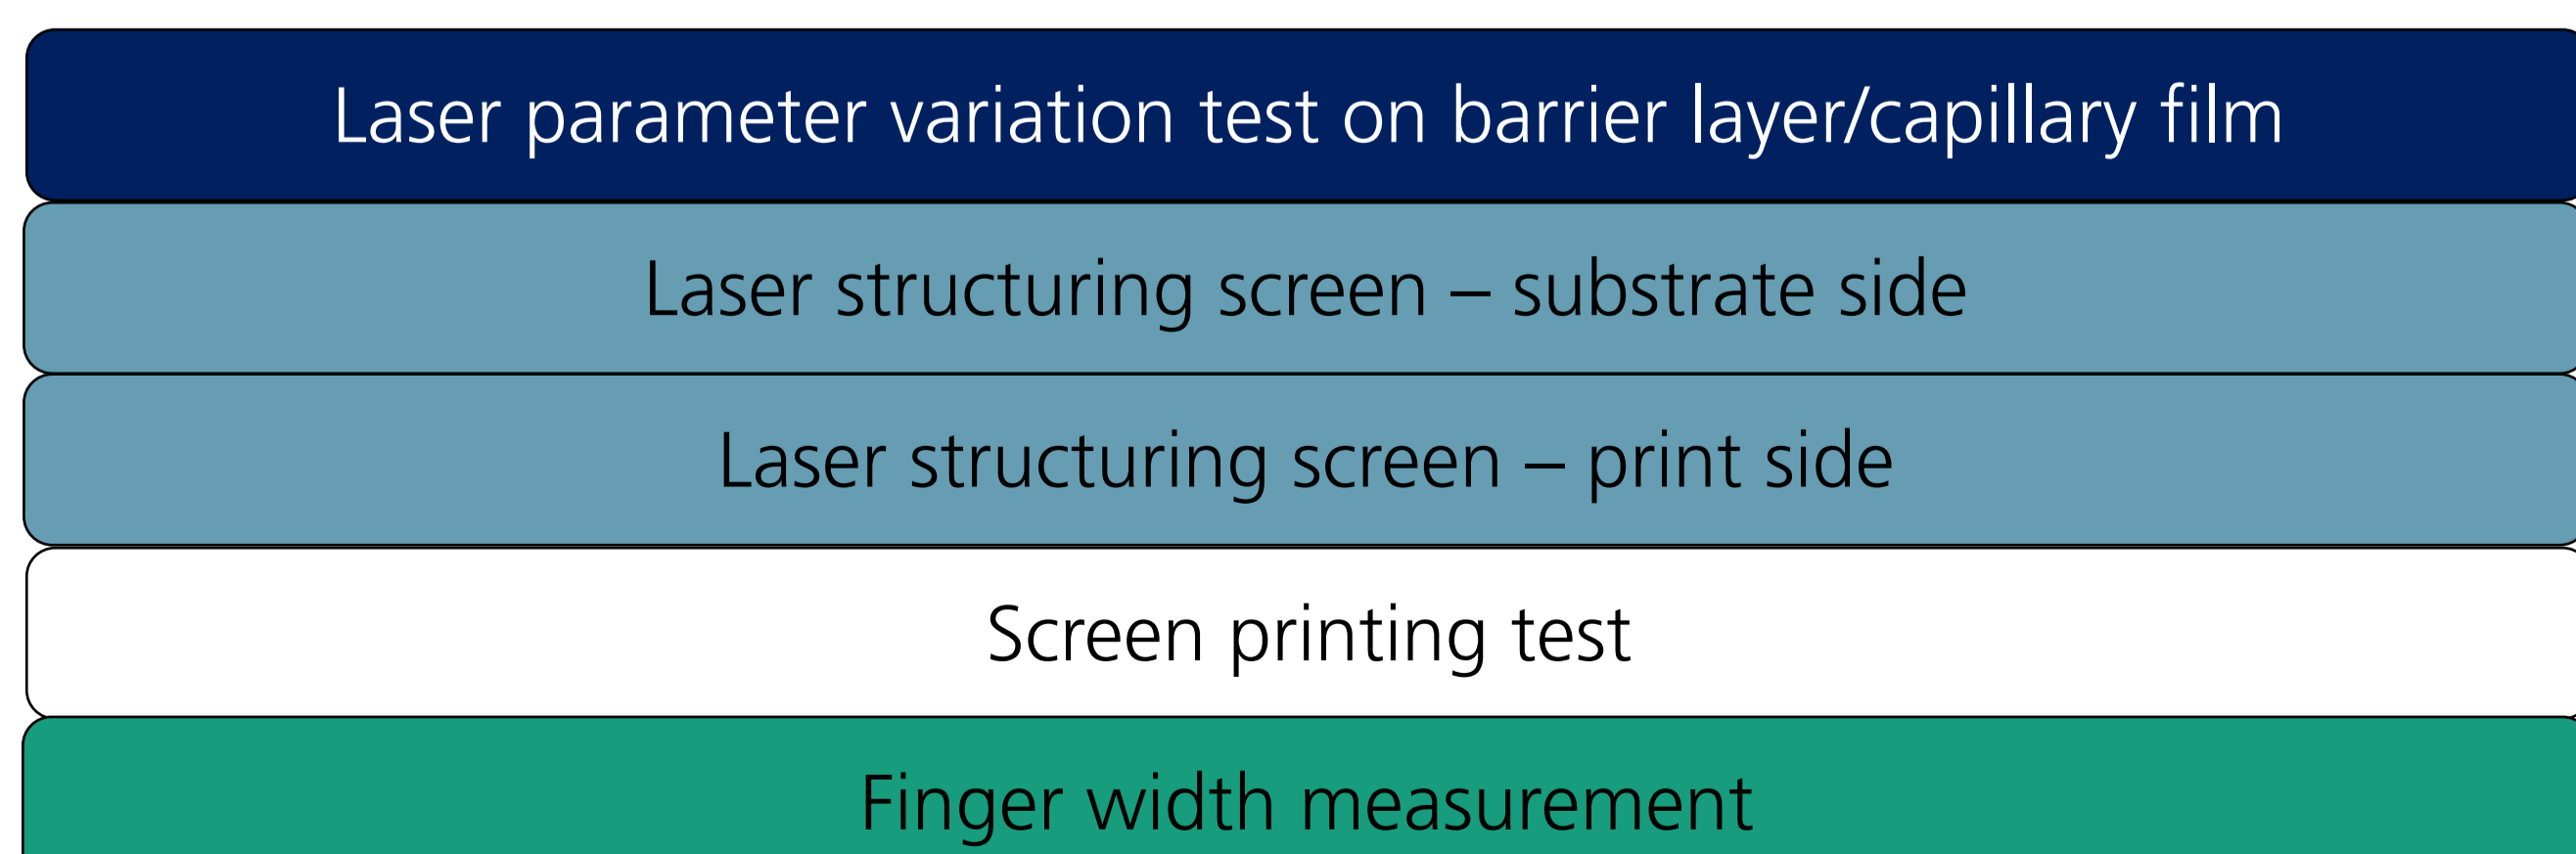 Laser parameter variation test on barrier layer/capillary film
Laser structuring screen – substrate side
Laser structuring screen – print side
Screen printing test
Finger width measurement